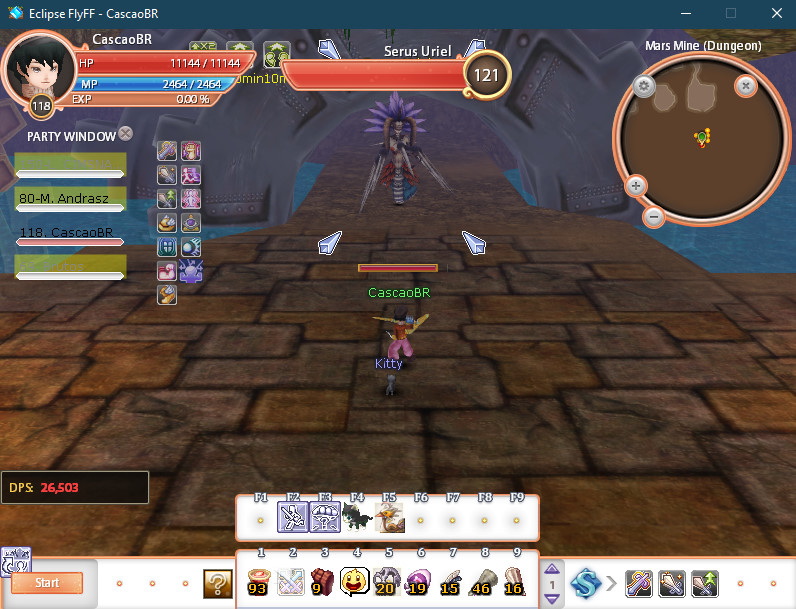 Eclipse FlyFF - CascaoBR
CascaoBR
HP 11144 / 11144
MP 2464 / 2464
EXP 0.00 %
118
X2
0min10m
Serus Uriel
121
Mars Mine (Dungeon)
PARTY WINDOW
80-M. Andrasz
118. CascaoBR
CascaoBR
Kitty
DPS: 26,503
F1 F2 F3 F4 F5 F6 F7 F8 F9
1 2 3 4 5 6 7 8 9
93 9 20 19 15 46 16
1
Start